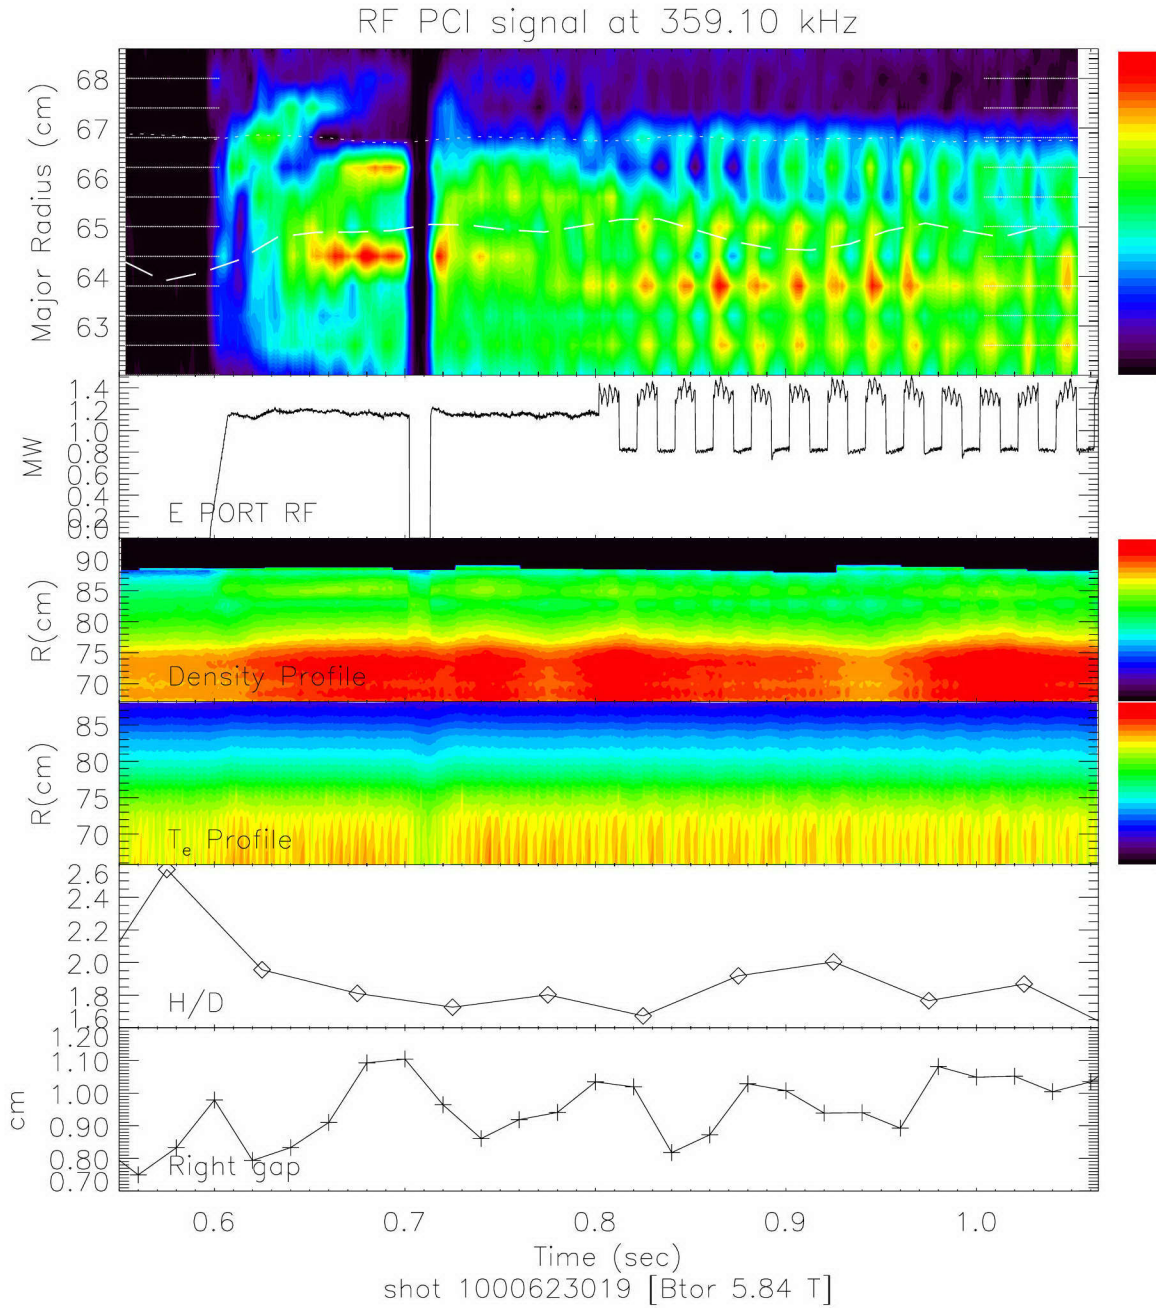 RF PCI signal at 359.10 kHz
Major Radius (cm)
68
67
66
65
64
63
MW
1.4
1.2
1.0
0.8
0.6
0.4
0.2
0.0
E PORT RF
R(cm)
90
85
80
75
70
Density Profile
R(cm)
85
80
75
70
Te Profile
2.6
2.4
2.2
2.0
1.8
1.6
H/D
cm
1.20
1.10
1.00
0.90
0.80
0.70
Right gap
0.6 0.7 0.8 0.9 1.0
Time (sec)
shot 1000623019 [Btor 5.84 T]